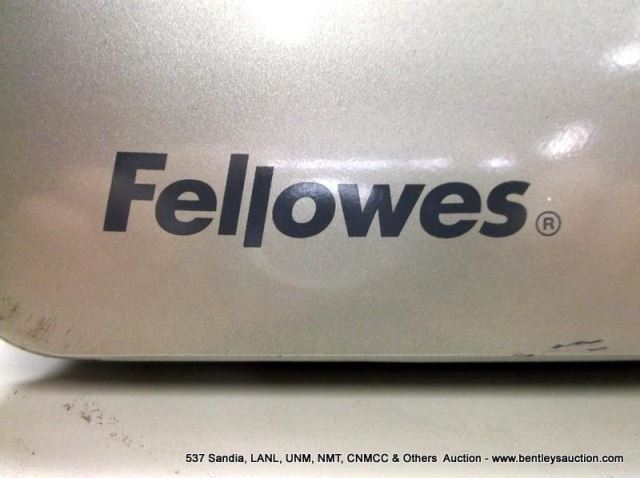 Fellowes®
537 Sandia, LANL, UNM, NMT, CNMCC & Others Auction - www.bentleysauction.com